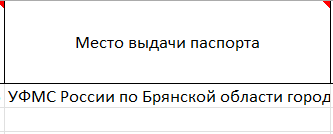 Место выдачи паспорта
УФМС России по Брянской области город